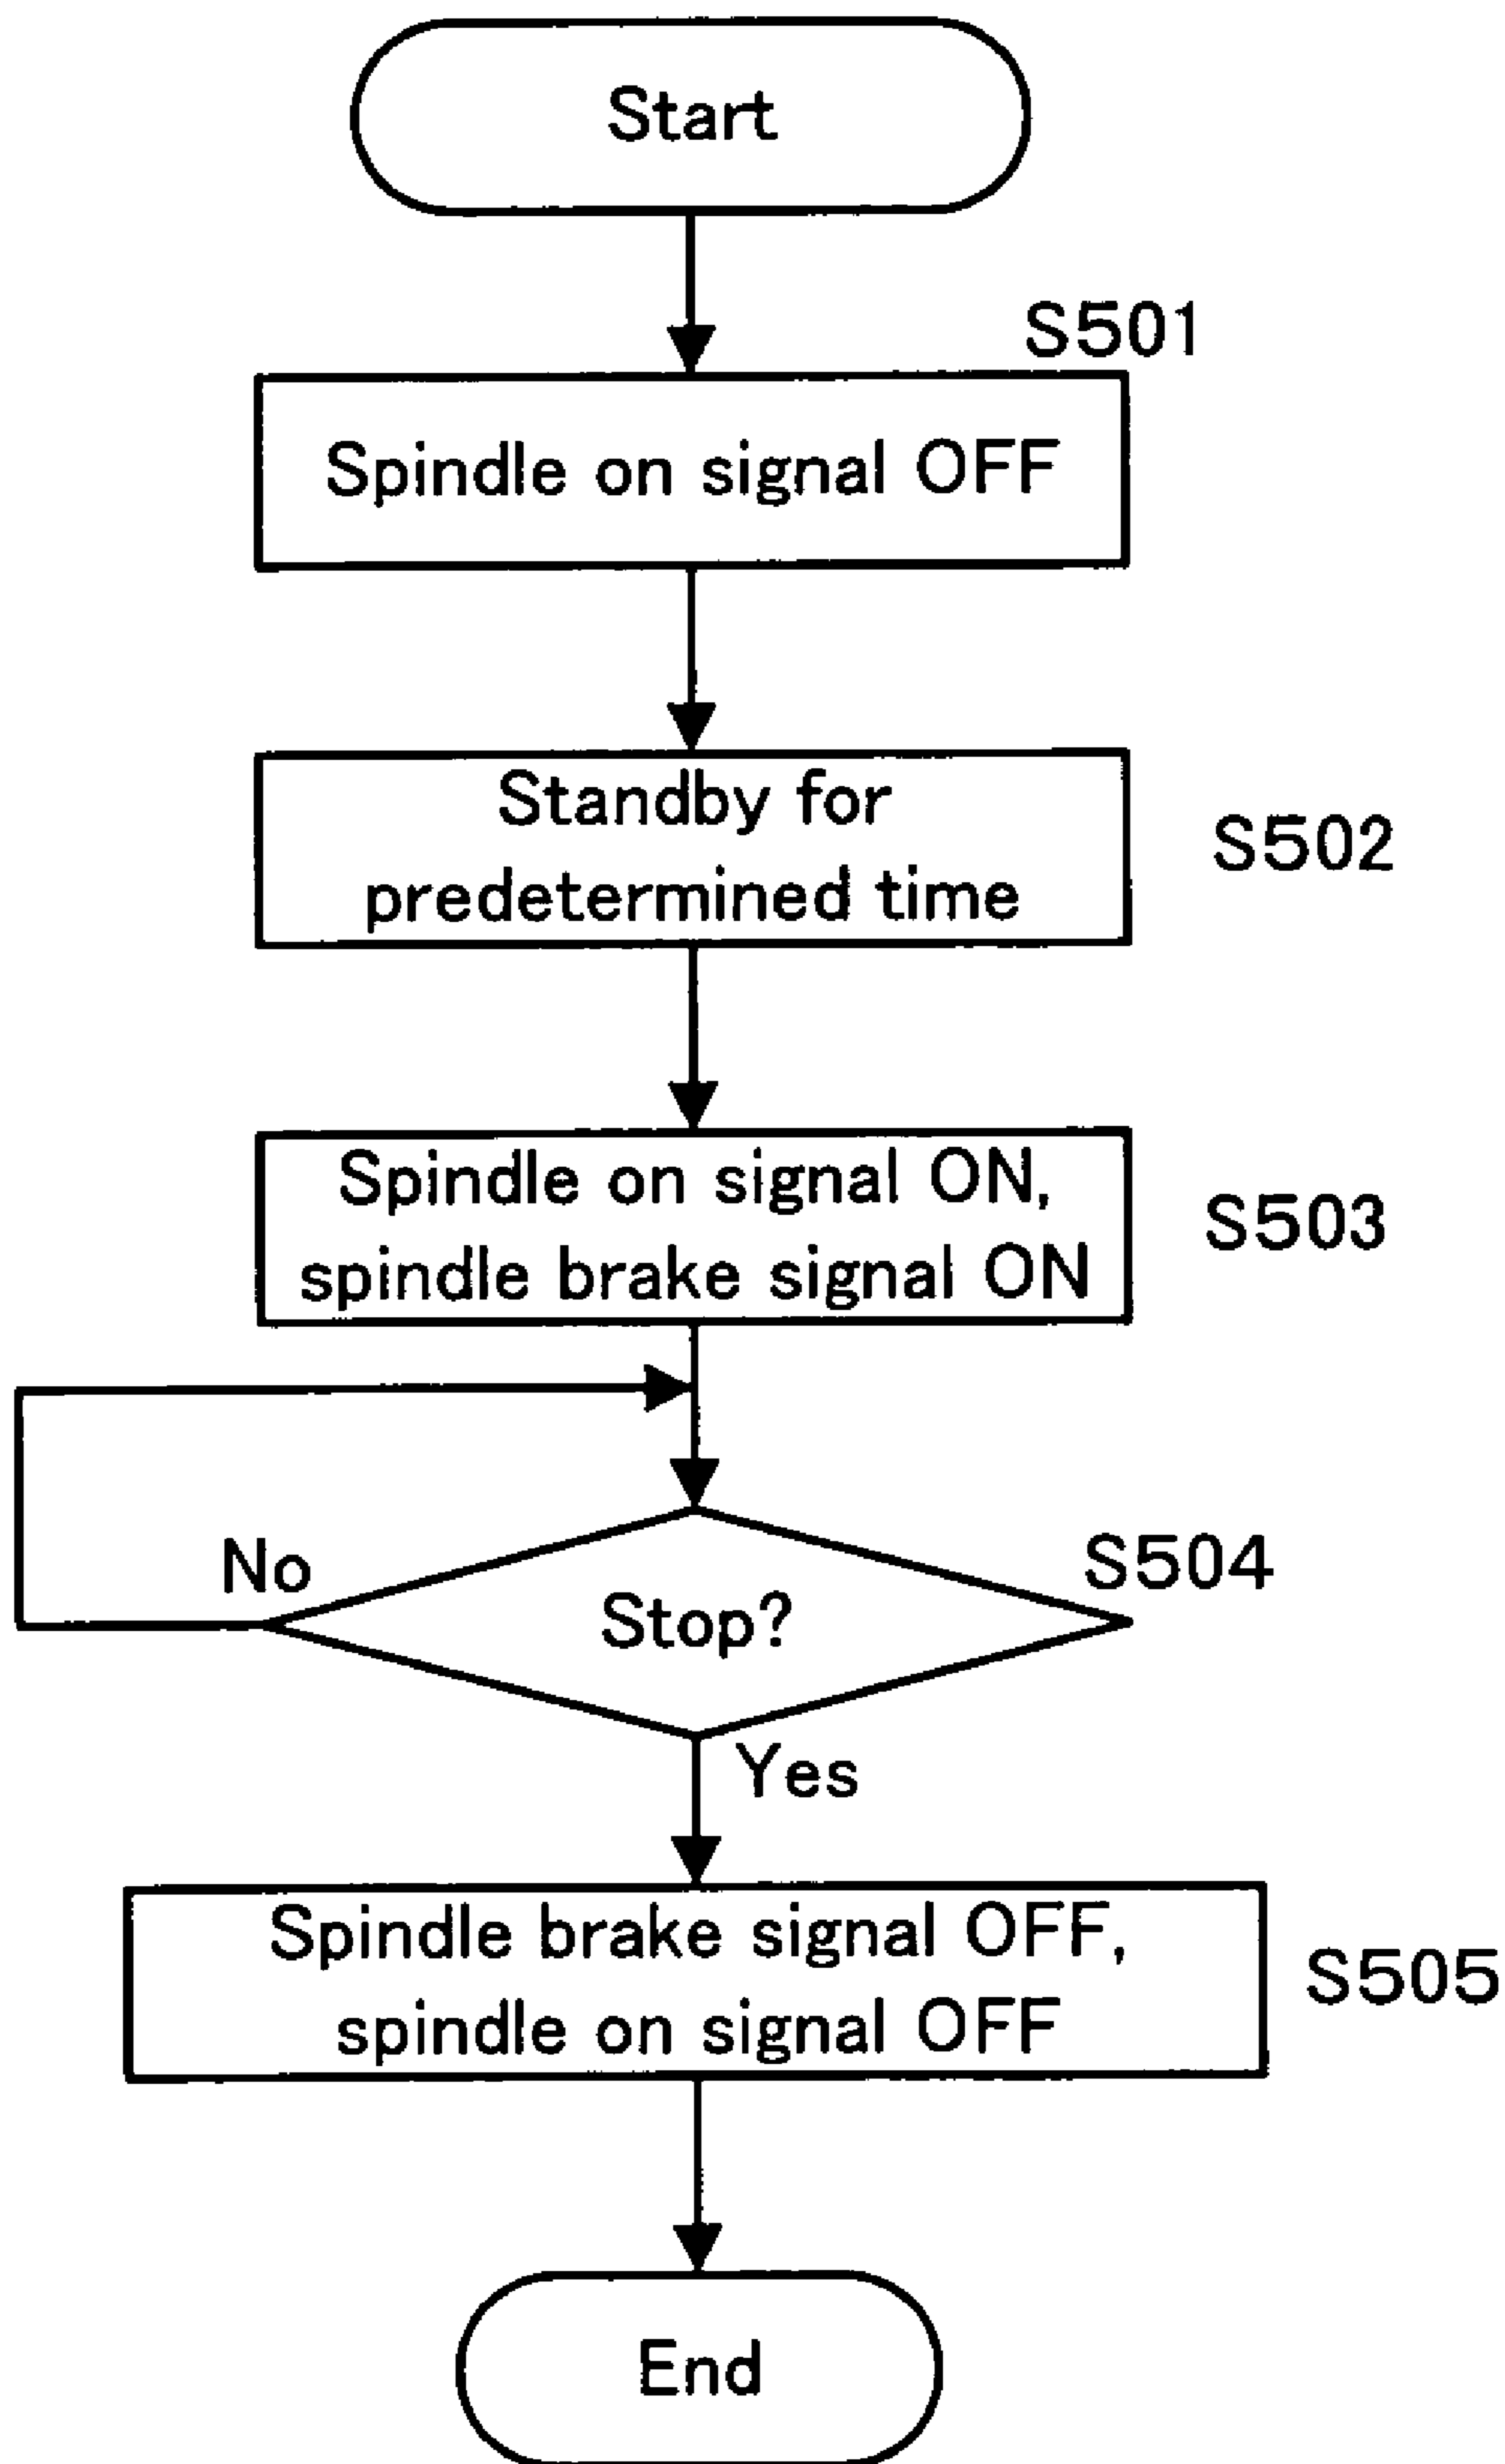 Start
S501
Spindle on signal OFF
Standby for
predetermined time
S502
Spindle on signal ON,
spindle brake signal ON
S503
No
S504
Stop?
Yes
Spindle brake signal OFF,
spindle on signal OFF
S505
End